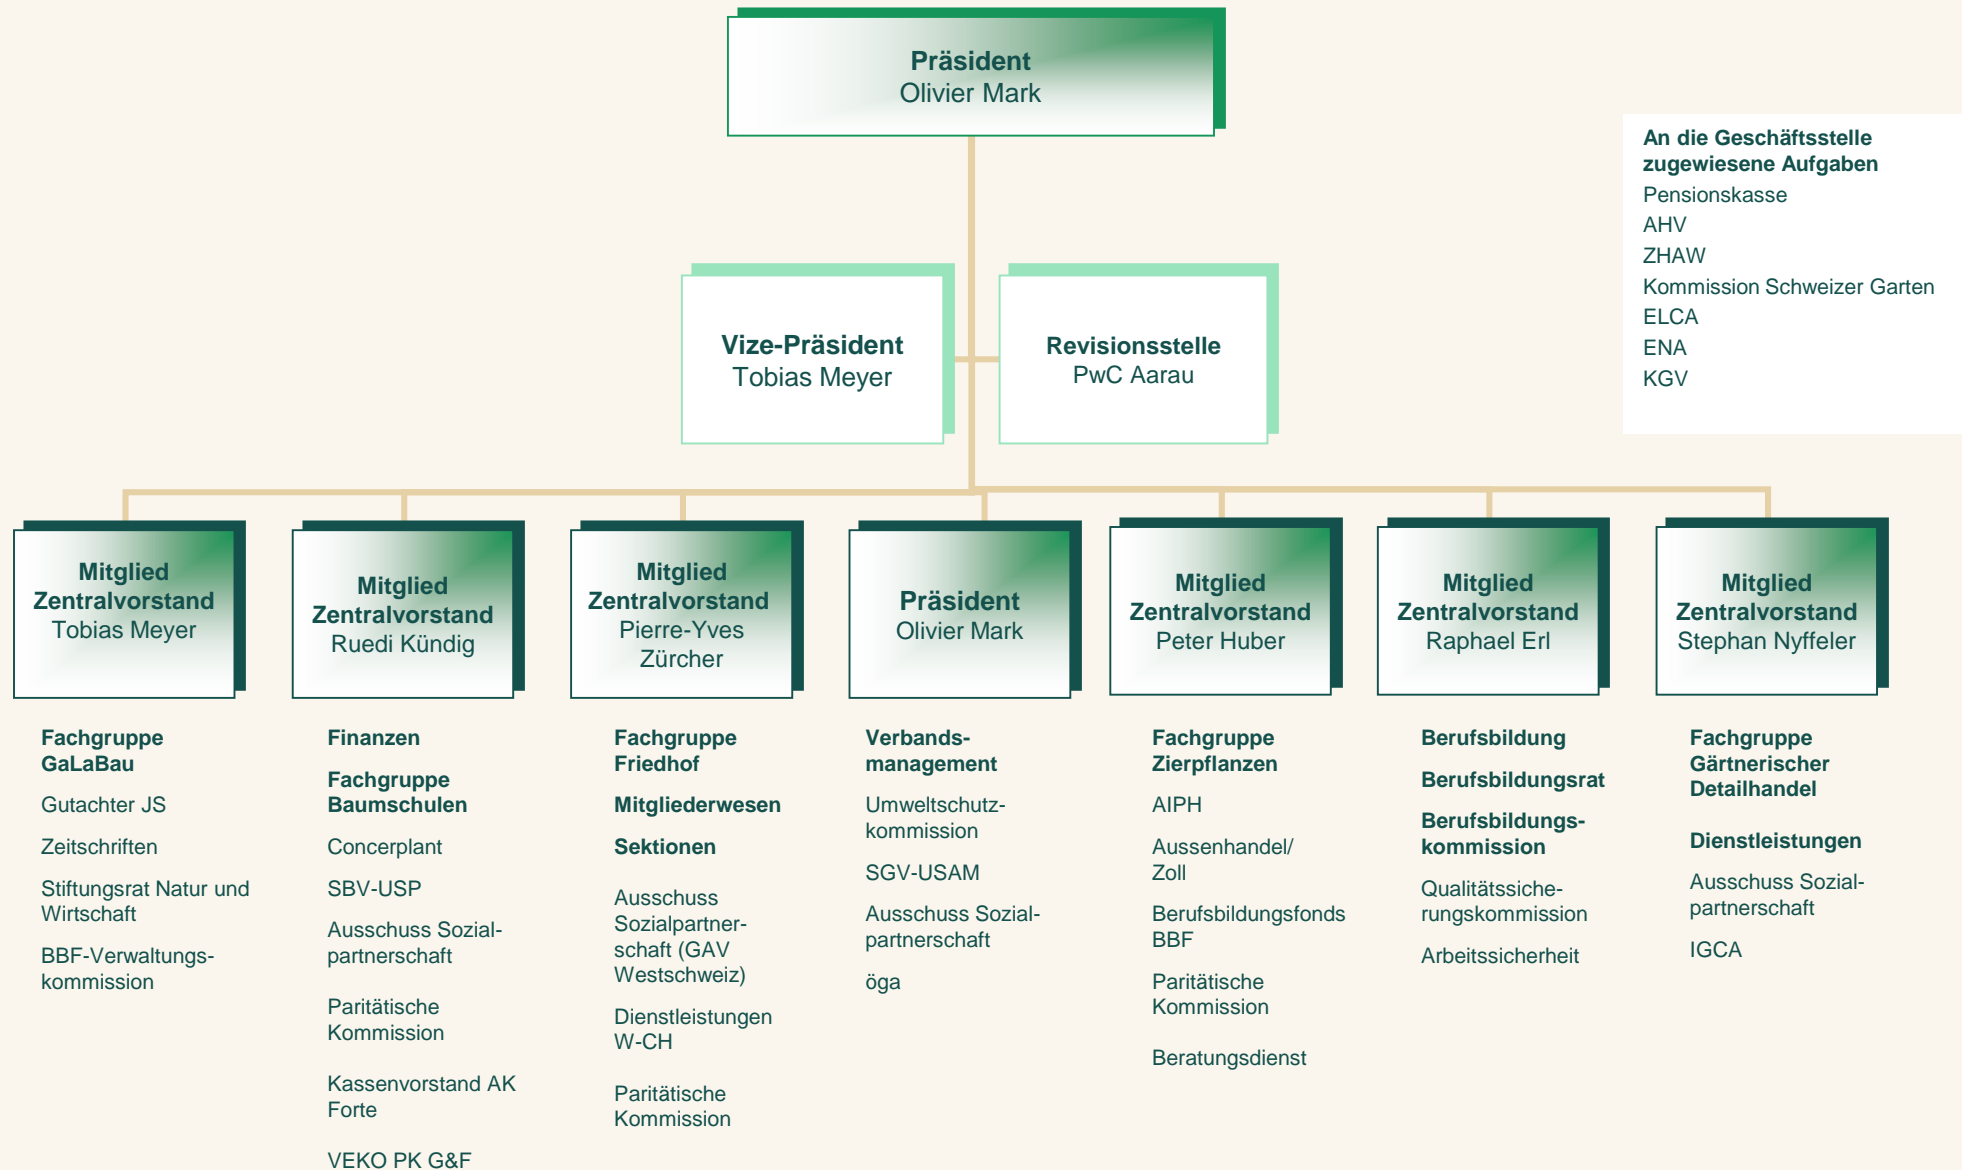 Präsident
Olivier Mark
An die Geschäftsstelle
zugewiesene Aufgaben
Pensionskasse
AHV
ZHAW
Kommission Schweizer Garten
ELCA
ENA
KGV
Vize-Präsident
Tobias Meyer
Revisionsstelle
PwC Aarau
Mitglied
Zentralvorstand
Tobias Meyer
Mitglied
Zentralvorstand
Ruedi Kündig
Mitglied
Zentralvorstand
Pierre-Yves
Zürcher
Präsident
Olivier Mark
Mitglied
Zentralvorstand
Peter Huber
Mitglied
Zentralvorstand
Raphael Erl
Mitglied
Zentralvorstand
Stephan Nyffeler
Fachgruppe
GaLaBau
Gutachter JS
Zeitschriften
Stiftungsrat Natur und
Wirtschaft
BBF-Verwaltungs-
kommission
Finanzen
Fachgruppe
Baumschulen
Concerplant
SBV-USP
Ausschuss Sozial-
partnerschaft
Paritätische
Kommission
Kassenvorstand AK
Forte
VEKO PK G&F
Fachgruppe
Friedhof
Mitgliederwesen
Sektionen
Ausschuss
Sozialpartner-
schaft (GAV
Westschweiz)
Dienstleistungen
W-CH
Paritätische
Kommission
Verbands-
management
Umweltschutz-
kommission
SGV-USAM
Ausschuss Sozial-
partnerschaft
öga
Fachgruppe
Zierpflanzen
AIPH
Aussenhandel/
Zoll
Berufsbildungsfonds
BBF
Paritätische
Kommission
Beratungsdienst
Berufsbildung
Berufsbildungsrat
Berufsbildungs-
kommission
Qualitätssiche-
rungskommission
Arbeitssicherheit
Fachgruppe
Gärtnerischer
Detailhandel
Dienstleistungen
Ausschuss Sozial-
partnerschaft
IGCA